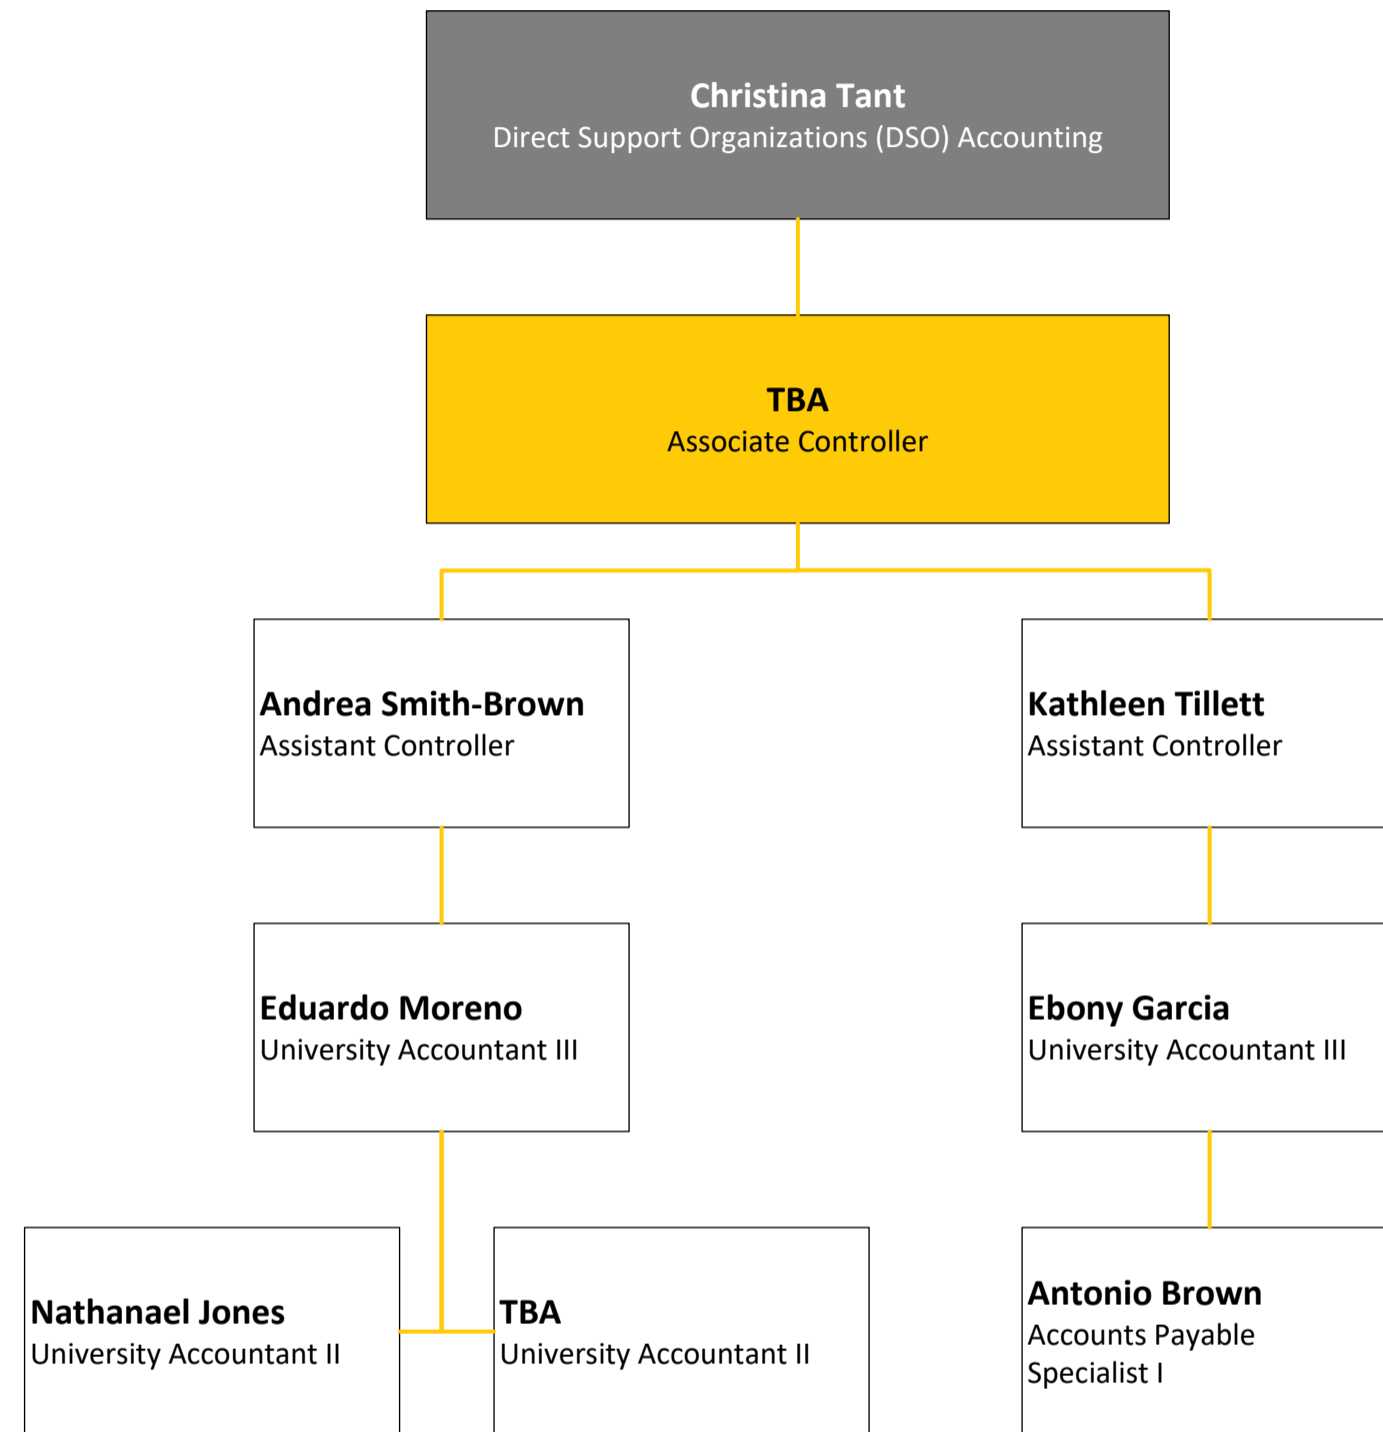 Christina Tant
Direct Support Organizations (DSO) Accounting
TBA
Associate Controller
Andrea Smith-Brown
Assistant Controller
Kathleen Tillett
Assistant Controller
Eduardo Moreno
University Accountant III
Ebony Garcia
University Accountant III
Nathanael Jones
University Accountant II
TBA
University Accountant II
Antonio Brown
Accounts Payable
Specialist I